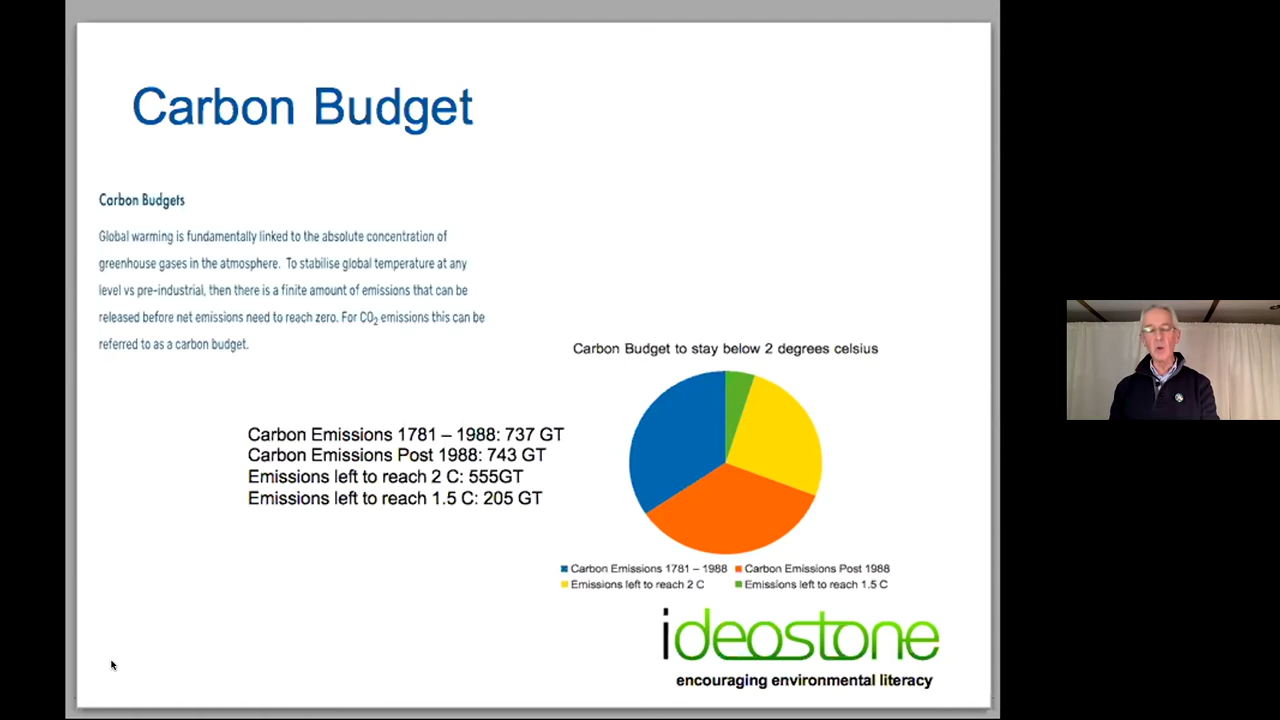 Carbon Budget
Carbon Budgets
Global warming is fundamentally linked to the absolute concentration of
greenhouse gases in the atmosphere. To stabilise global temperature at any
level vs pre-industrial, then there is a finite amount of emissions that can be
released before net emissions need to reach zero. For CO₂ emissions this can be
referred to as a carbon budget.
Carbon Emissions 1781 – 1988: 737 GT
Carbon Emissions Post 1988: 743 GT
Emissions left to reach 2 C: 555GT
Emissions left to reach 1.5 C: 205 GT
Carbon Budget to stay below 2 degrees celsius
Carbon Emissions 1781 – 1988 Carbon Emissions Post 1988
Emissions left to reach 2 C Emissions left to reach 1.5 C
ideostone
encouraging environmental literacy